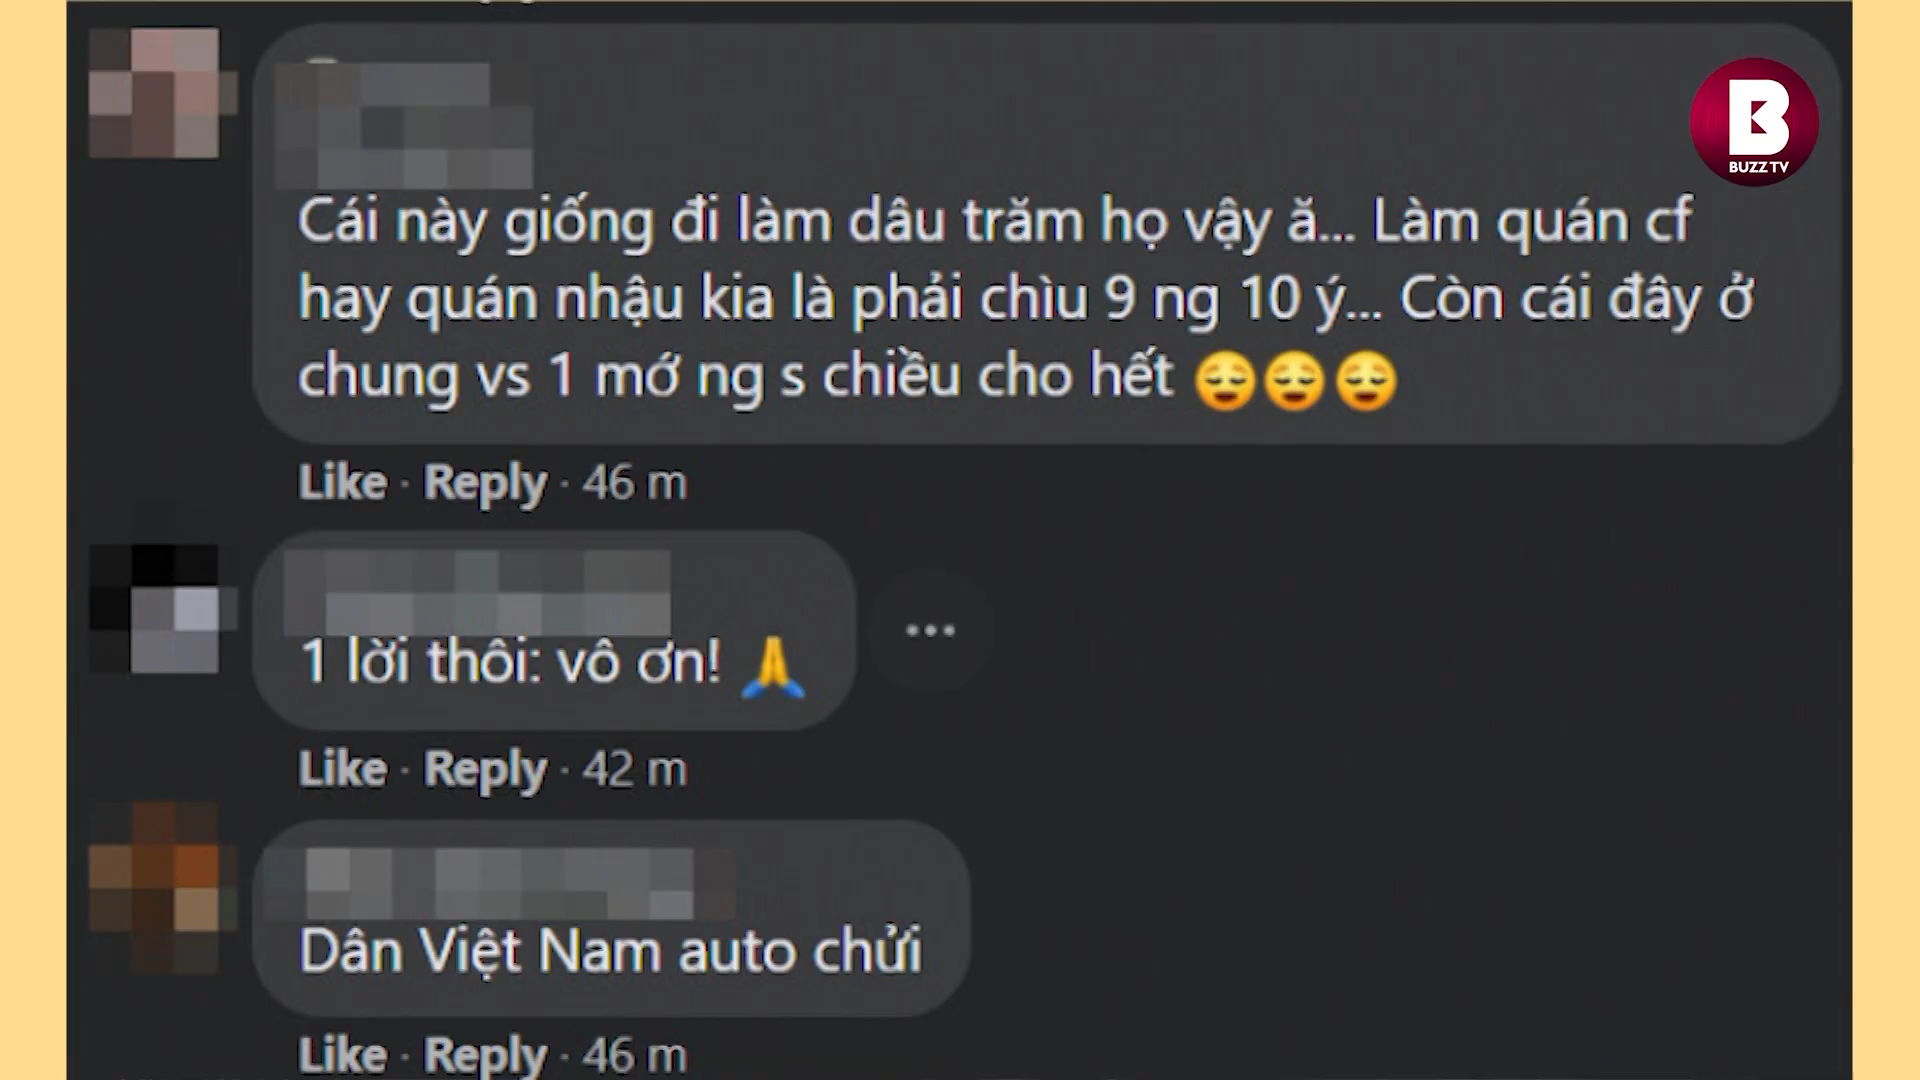 BUZZ TV
Cái này giống đi làm dâu trăm họ vậy ă... Làm quán cf
hay quán nhậu kia là phải chìu 9 ng 10 ý... Còn cái đây ở
chung vs 1 mớ ng s chiều cho hết 😩😩😩
Like · Reply · 46 m
1 lời thôi: vô ơn! 🙏
Like · Reply · 42 m
Dân Việt Nam auto chửi
Like · Reply · 46 m